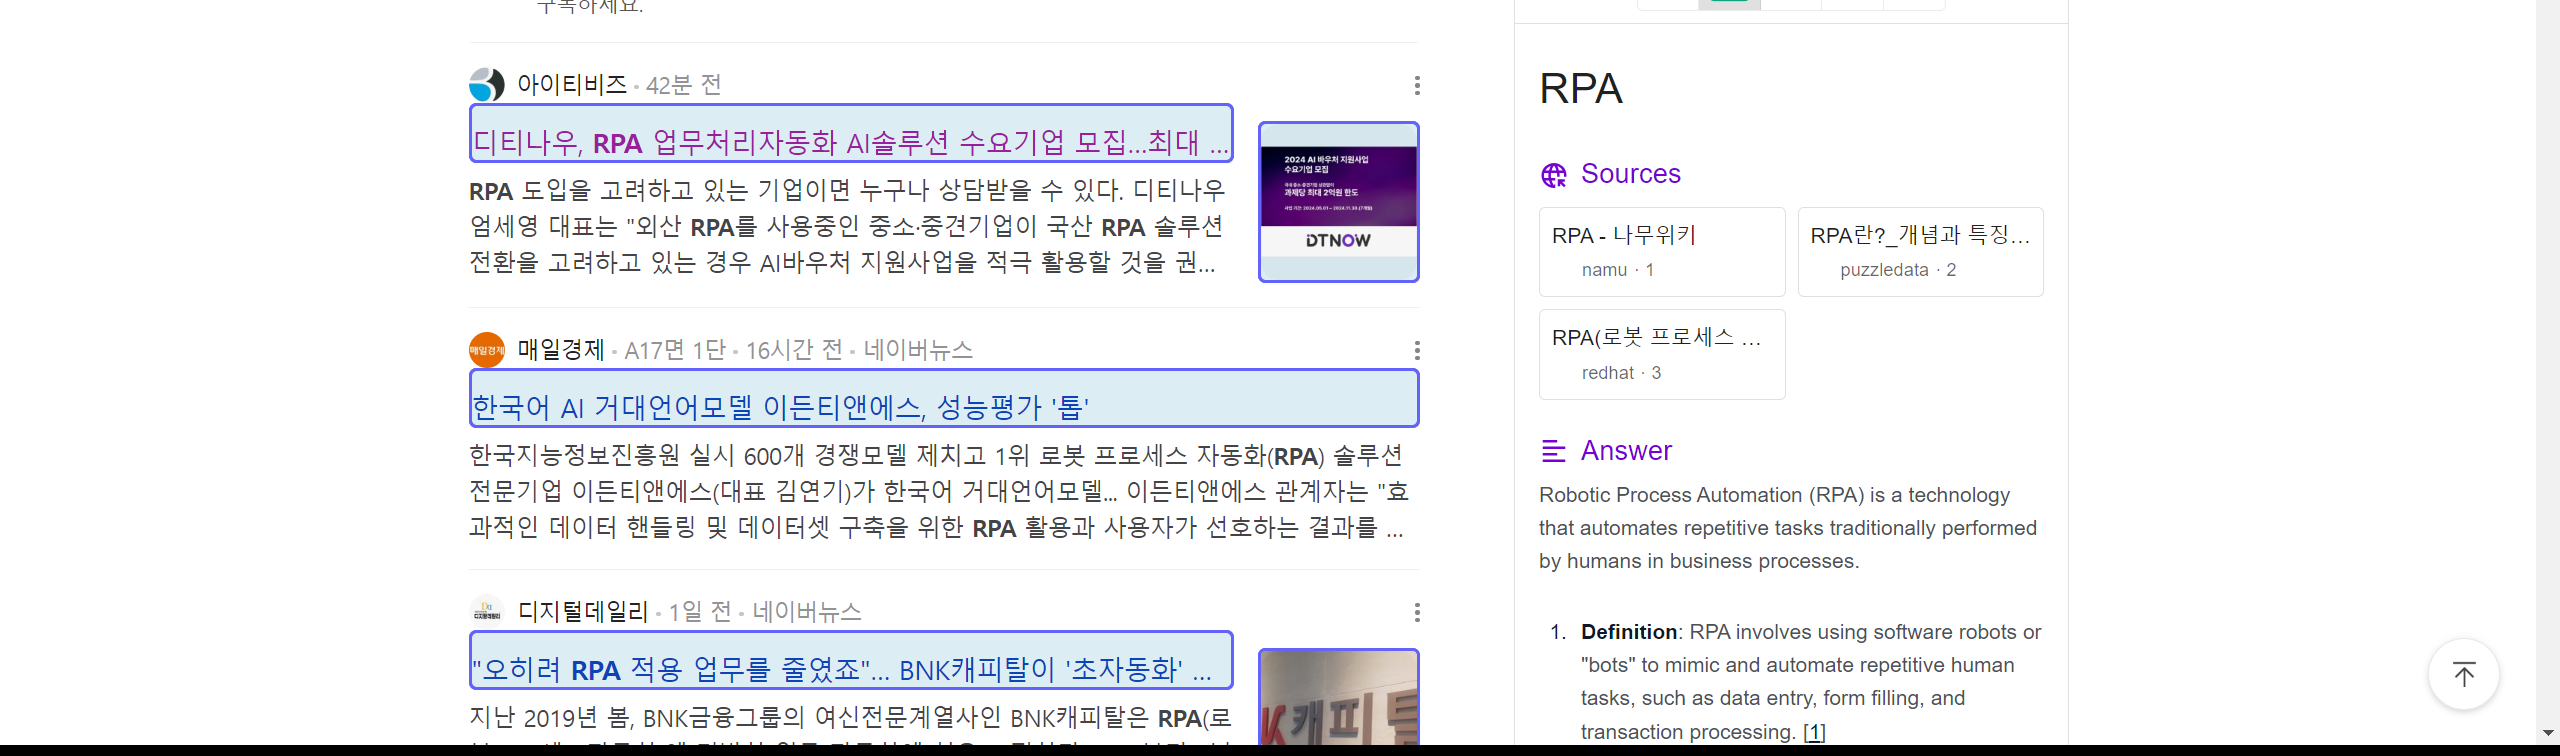 구독하세요.
아이티비즈 · 42분 전
디티나우, RPA 업무처리자동화 AI솔루션 수요기업 모집...최대 ...
RPA 도입을 고려하고 있는 기업이면 누구나 상담받을 수 있다. 디티나우
엄세영 대표는 "외산 RPA를 사용중인 중소·중견기업이 국산 RPA 솔루션
전환을 고려하고 있는 경우 AI바우처 지원사업을 적극 활용할 것을 권...
2024 AI 바우처 지원사업
수요기업 모집
과제당 최대 2억원 한도
DTNOW
매일경제
매일경제 · A17면 1단 · 16시간 전 · 네이버뉴스
한국어 AI 거대언어모델 이든티앤에스, 성능평가 '톱'
한국지능정보진흥원 실시 600개 경쟁모델 제치고 1위 로봇 프로세스 자동화(RPA) 솔루션
전문기업 이든티앤에스(대표 김연기)가 한국어 거대언어모델... 이든티앤에스 관계자는 "효
과적인 데이터 핸들링 및 데이터셋 구축을 위한 RPA 활용과 사용자가 선호하는 결과를 ...
디지털데일리 · 1일 전 · 네이버뉴스
"오히려 RPA 적용 업무를 줄였죠"... BNK캐피탈이 '초자동화' ...
지난 2019년 봄, BNK금융그룹의 여신전문계열사인 BNK캐피탈은 RPA(로
K캐피탈
RPA
Sources
RPA - 나무위키
namu · 1
RPA란?_개념과 특징...
puzzledata · 2
RPA(로봇 프로세스 ...
redhat · 3
Answer
Robotic Process Automation (RPA) is a technology
that automates repetitive tasks traditionally performed
by humans in business processes.
1. Definition: RPA involves using software robots or
"bots" to mimic and automate repetitive human
tasks, such as data entry, form filling, and
transaction processing. [1]